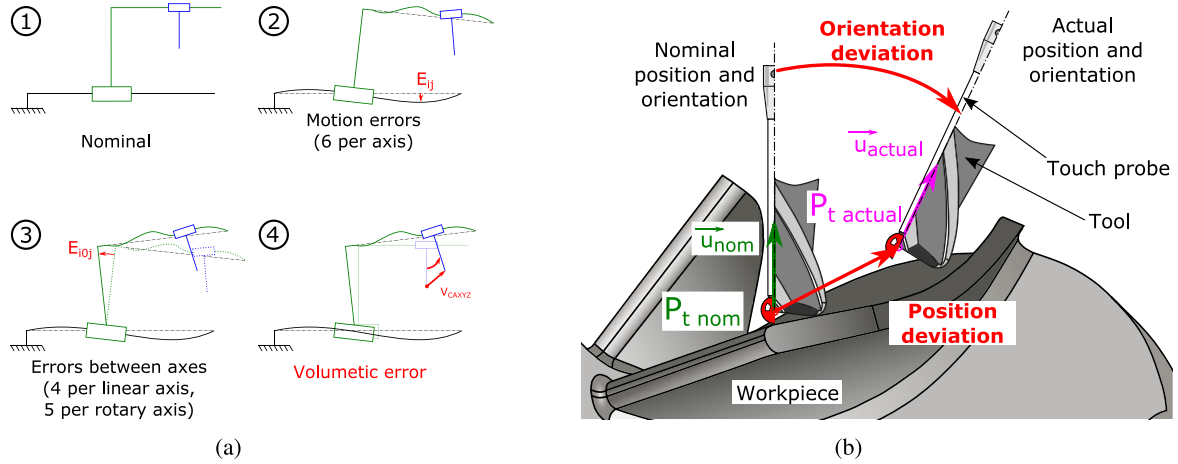 1
Nominal
2
E_ij
Motion errors
(6 per axis)
3
E_i0j
Errors between axes
(4 per linear axis,
5 per rotary axis)
4
V_CAXYZ
Volumetic error
(a)
Nominal
position and
orientation
Orientation
deviation
Actual
position and
orientation
u_actual
Touch probe
P_t actual
Tool
u_nom
P_t nom
Position
deviation
Workpiece
(b)